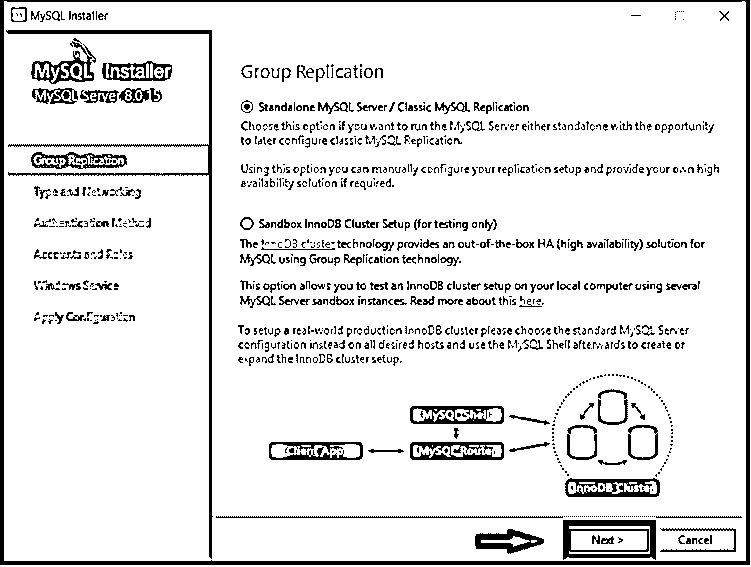 MySQL Installer
MySQL Installer
MySQL Server 8.0.15
Group Replication
Type and Networking
Authentication Method
Accounts and Roles
Windows Service
Apply Configuration
Group Replication
Standalone MySQL Server / Classic MySQL Replication
Choose this option if you want to run the MySQL Server either standalone with the opportunity
to later configure classic MySQL Replication.
Using this option you can manually configure your replication setup and provide your own high
availability solution if required.
Sandbox InnoDB Cluster Setup (for testing only)
The InnoDB cluster technology provides an out-of-the-box HA (high availability) solution for
MySQL using Group Replication technology.
This option allows you to test an InnoDB cluster setup on your local computer using several
MySQL Server sandbox instances. Read more about this here.
To setup a real-world production InnoDB cluster please choose the standard MySQL Server
configuration instead on all desired hosts and use the MySQL Shell afterwards to create or
expand the InnoDB cluster setup.
MySQL Shell
Client App
MySQL Router
InnoDB Cluster
Next >
Cancel